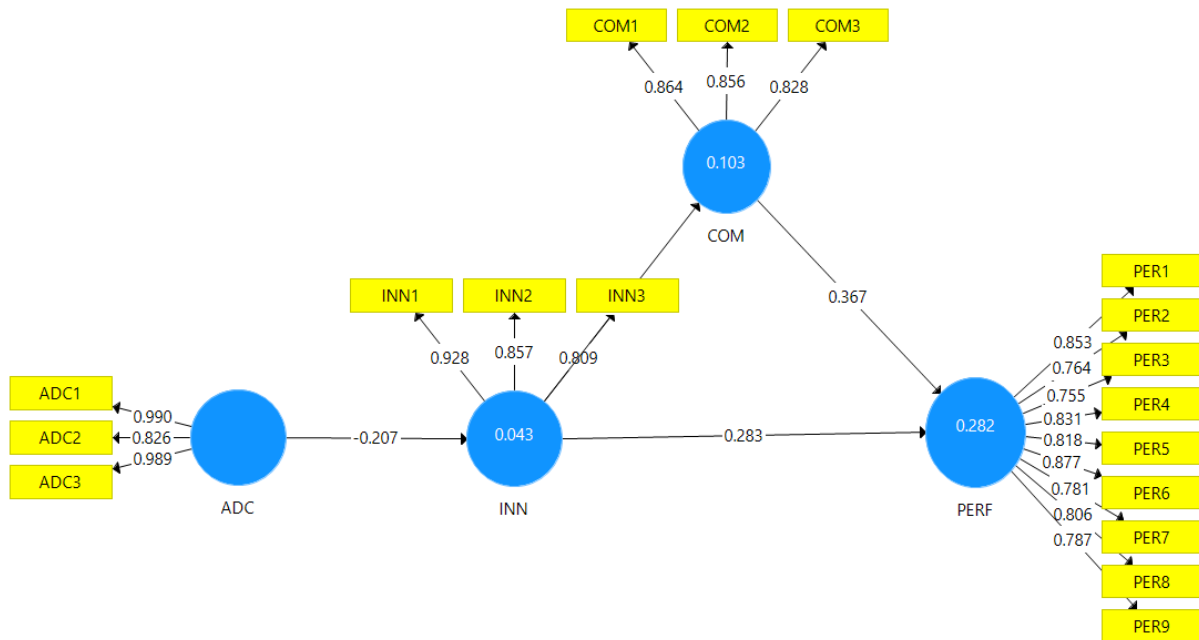 COM1 COM2 COM3
0.864 0.856 0.828
0.103
COM
INN1 INN2 INN3
0.928 0.857 0.809
ADC1
ADC2
ADC3
0.990
0.826
0.989
ADC
-0.207
0.043
INN
0.283
0.367
0.282
PERF
0.853
0.764
0.755
0.831
0.818
0.877
0.781
0.806
0.787
PER1
PER2
PER3
PER4
PER5
PER6
PER7
PER8
PER9